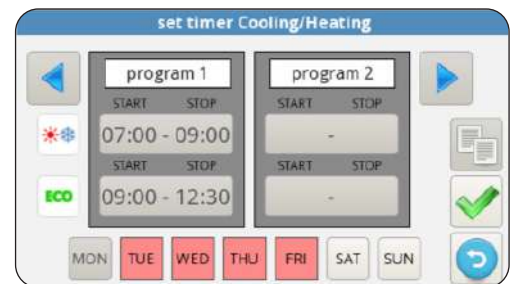 set timer Cooling/Heating
program 1 program 2
START STOP START STOP
07:00 - 09:00 -
START STOP START STOP
ECO 09:00 - 12:30 -
MON TUE WED THU FRI SAT SUN